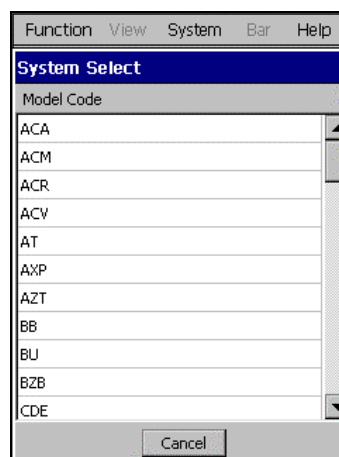 Function View System Bar Help
System Select
Model Code
ACA
ACM
ACR
ACV
AT
AXP
AZT
BB
BU
BZB
CDE
Cancel